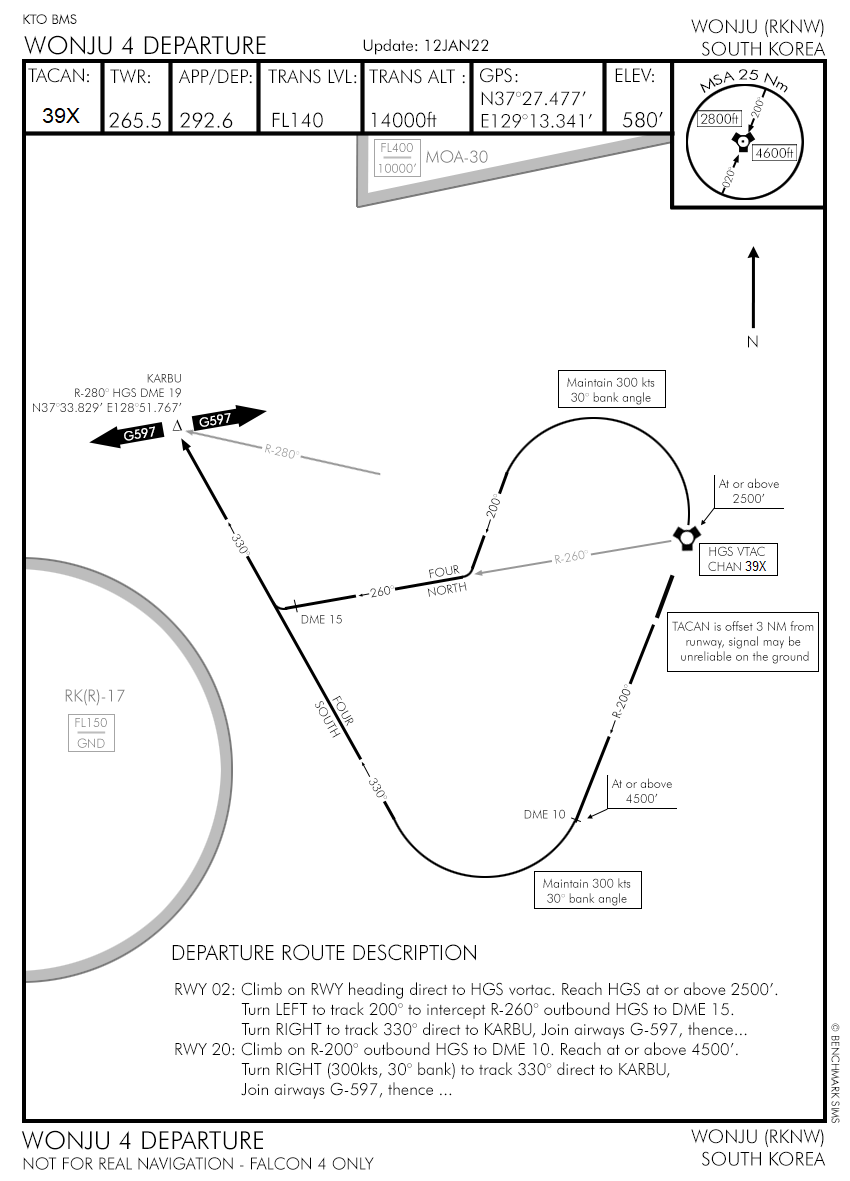 KTO BMS
WONJU 4 DEPARTURE
Update: 12JAN22
WONJU (RKNW)
SOUTH KOREA
TACAN:
39X
TWR:
265.5
APP/DEP:
292.6
TRANS LVL:
FL140
TRANS ALT :
14000ft
GPS:
N37°27.477’
E129°13.341’
ELEV:
580’
MSA 25 Nm
200°
2800ft
4600ft
020°
FL400
10000’
MOA-30
N
KARBU
R-280° HGS DME 19
N37°33.829’ E128°51.767’
G597
G597
R-280°
Maintain 300 kts
30° bank angle
At or above
2500’
200°
330°
HGS VTAC
CHAN 39X
R-260°
FOUR
NORTH
260°
DME 15
TACAN is offset 3 NM from
runway, signal may be
unreliable on the ground
RK(R)-17
FL150
GND
FOUR
SOUTH
R-200°
330°
At or above
4500’
DME 10
Maintain 300 kts
30° bank angle
DEPARTURE ROUTE DESCRIPTION
RWY 02: Climb on RWY heading direct to HGS vortac. Reach HGS at or above 2500’.
Turn LEFT to track 200° to intercept R-260° outbound HGS to DME 15.
Turn RIGHT to track 330° direct to KARBU, Join airways G-597, thence...
RWY 20: Climb on R-200° outbound HGS to DME 10. Reach at or above 4500’.
Turn RIGHT (300kts, 30° bank) to track 330° direct to KARBU,
Join airways G-597, thence ...
© BENCHMARK SIMS
WONJU 4 DEPARTURE
NOT FOR REAL NAVIGATION - FALCON 4 ONLY
WONJU (RKNW)
SOUTH KOREA